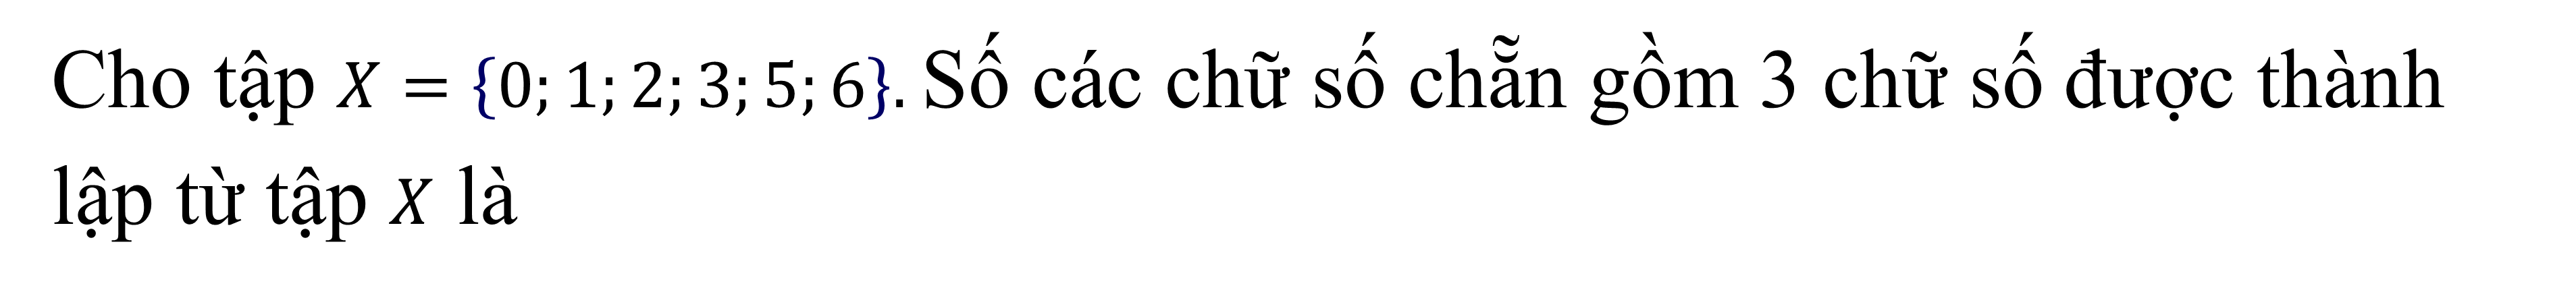 Cho tập X = {0; 1; 2; 3; 5; 6}. Số các chữ số chẵn gồm 3 chữ số được thành
lập từ tập X là